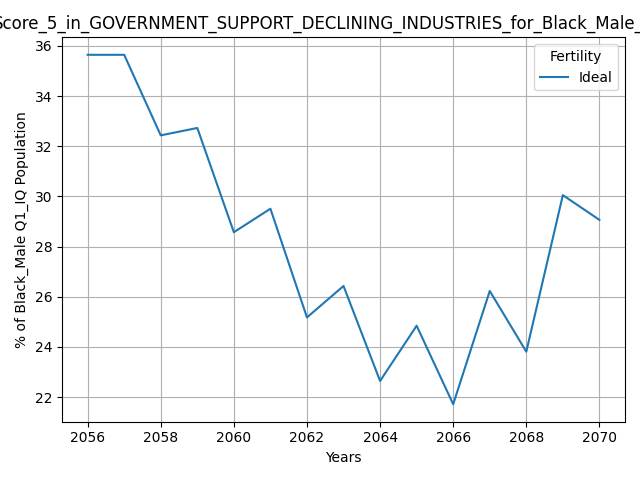 Score_5_in_GOVERNMENT_SUPPORT_DECLINING_INDUSTRIES_for_Black_Male_
% of Black_Male Q1_IQ Population
36
34
32
30
28
26
24
22
Fertility
Ideal
2056 2058 2060 2062 2064 2066 2068 2070
Years